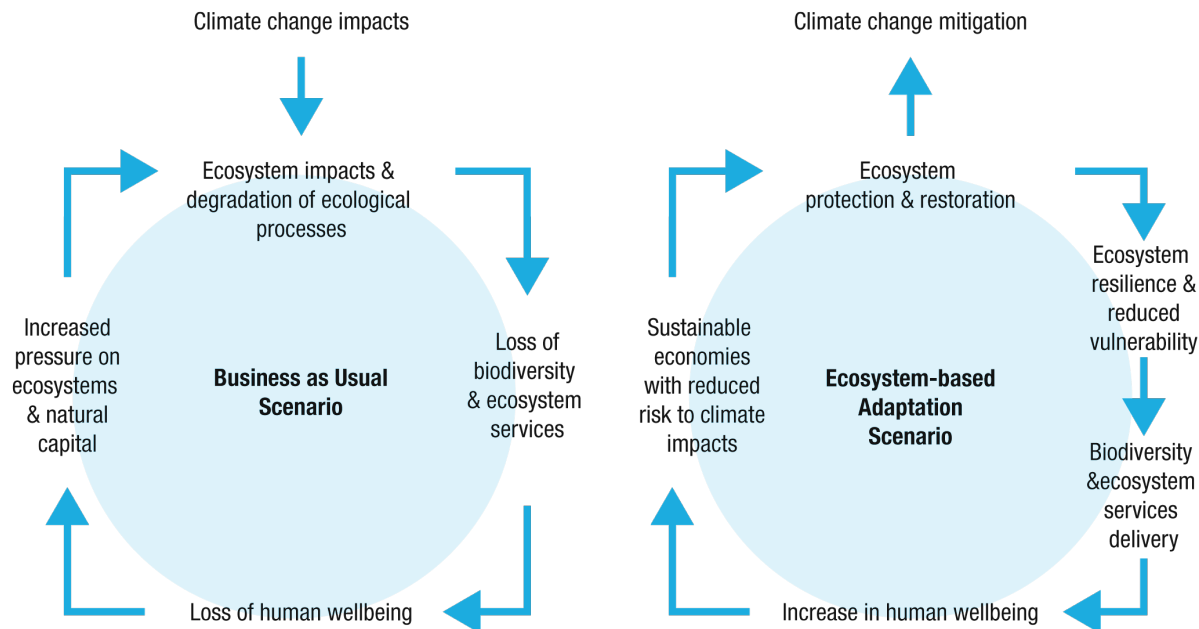 Climate change impacts
Ecosystem impacts &
degradation of ecological
processes
Loss of
biodiversity
& ecosystem
services
Loss of human wellbeing
Increased
pressure on
ecosystems
& natural
capital
Business as Usual
Scenario
Climate change mitigation
Ecosystem
protection & restoration
Ecosystem
resilience &
reduced
vulnerability
Biodiversity
&ecosystem
services
delivery
Increase in human wellbeing
Sustainable
economies
with reduced
risk to climate
impacts
Ecosystem-based
Adaptation
Scenario